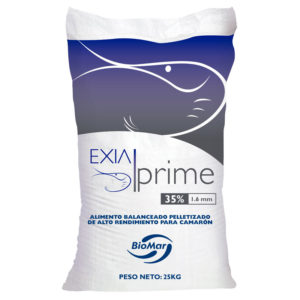 EXIA
prime
35% 1.6 mm
ALIMENTO BALANCEADO PELLETIZADO
DE ALTO RENDIMIENTO PARA CAMARÓN
BioMar
PESO NETO: 25KG